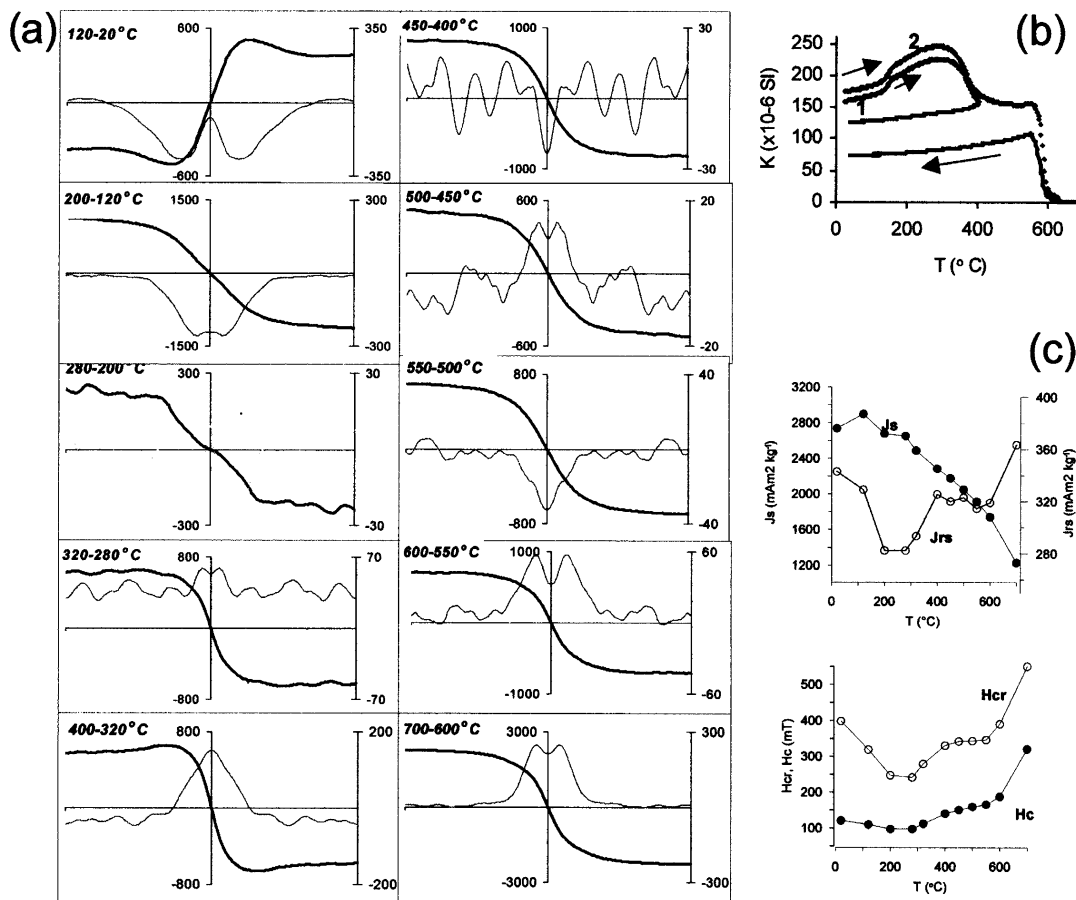 (a)
120-20°C
600
350
-600
-350
450-400°C
1000
30
-1000
-30
200-120°C
1500
300
-1500
-300
500-450°C
600
20
-600
-20
280-200°C
300
30
-300
-30
550-500°C
800
40
-800
-40
320-280°C
800
70
-800
-70
600-550°C
1000
60
-1000
-60
400-320°C
800
200
-800
-200
700-600°C
3000
300
-3000
-300
(b)
K (x10-6 SI)
250
200
150
100
50
0
2
1
0 200 400 600
T (° C)
(c)
Js (mAm2 kg-¹)
3200
2800
2400
2000
1600
1200
Js
Jrs
400
360
320
280
Jrs (mAm2 kg-¹)
0 200 400 600
T (°C)
Hcr, Hc (mT)
500
400
300
200
100
Hcr
Hc
0 200 400 600
T (°C)